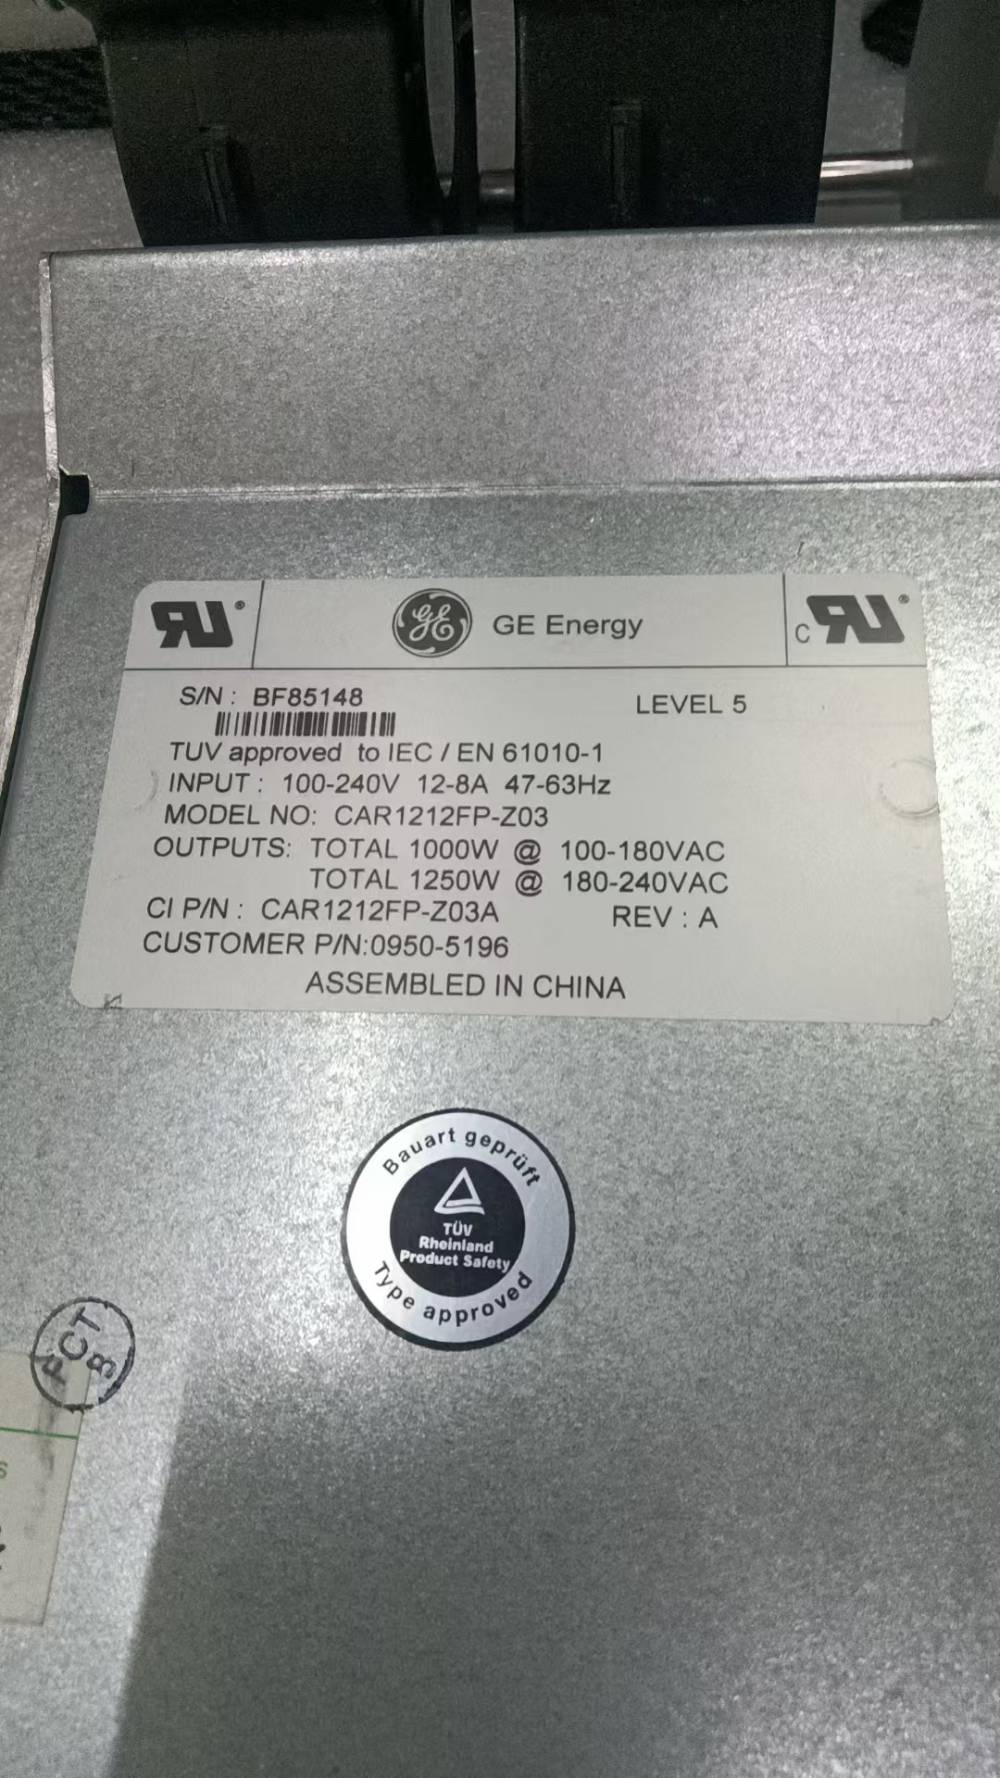 GE Energy
S/N : BF85148
LEVEL 5
TUV approved to IEC / EN 61010-1
INPUT : 100-240V 12-8A 47-63Hz
MODEL NO: CAR1212FP-Z03
OUTPUTS: TOTAL 1000W @ 100-180VAC
TOTAL 1250W @ 180-240VAC
CI P/N : CAR1212FP-Z03A REV : A
CUSTOMER P/N:0950-5196
ASSEMBLED IN CHINA
Bauart geprüft
TÜV
Rheinland
Product Safety
Type approved
FCT
8
s